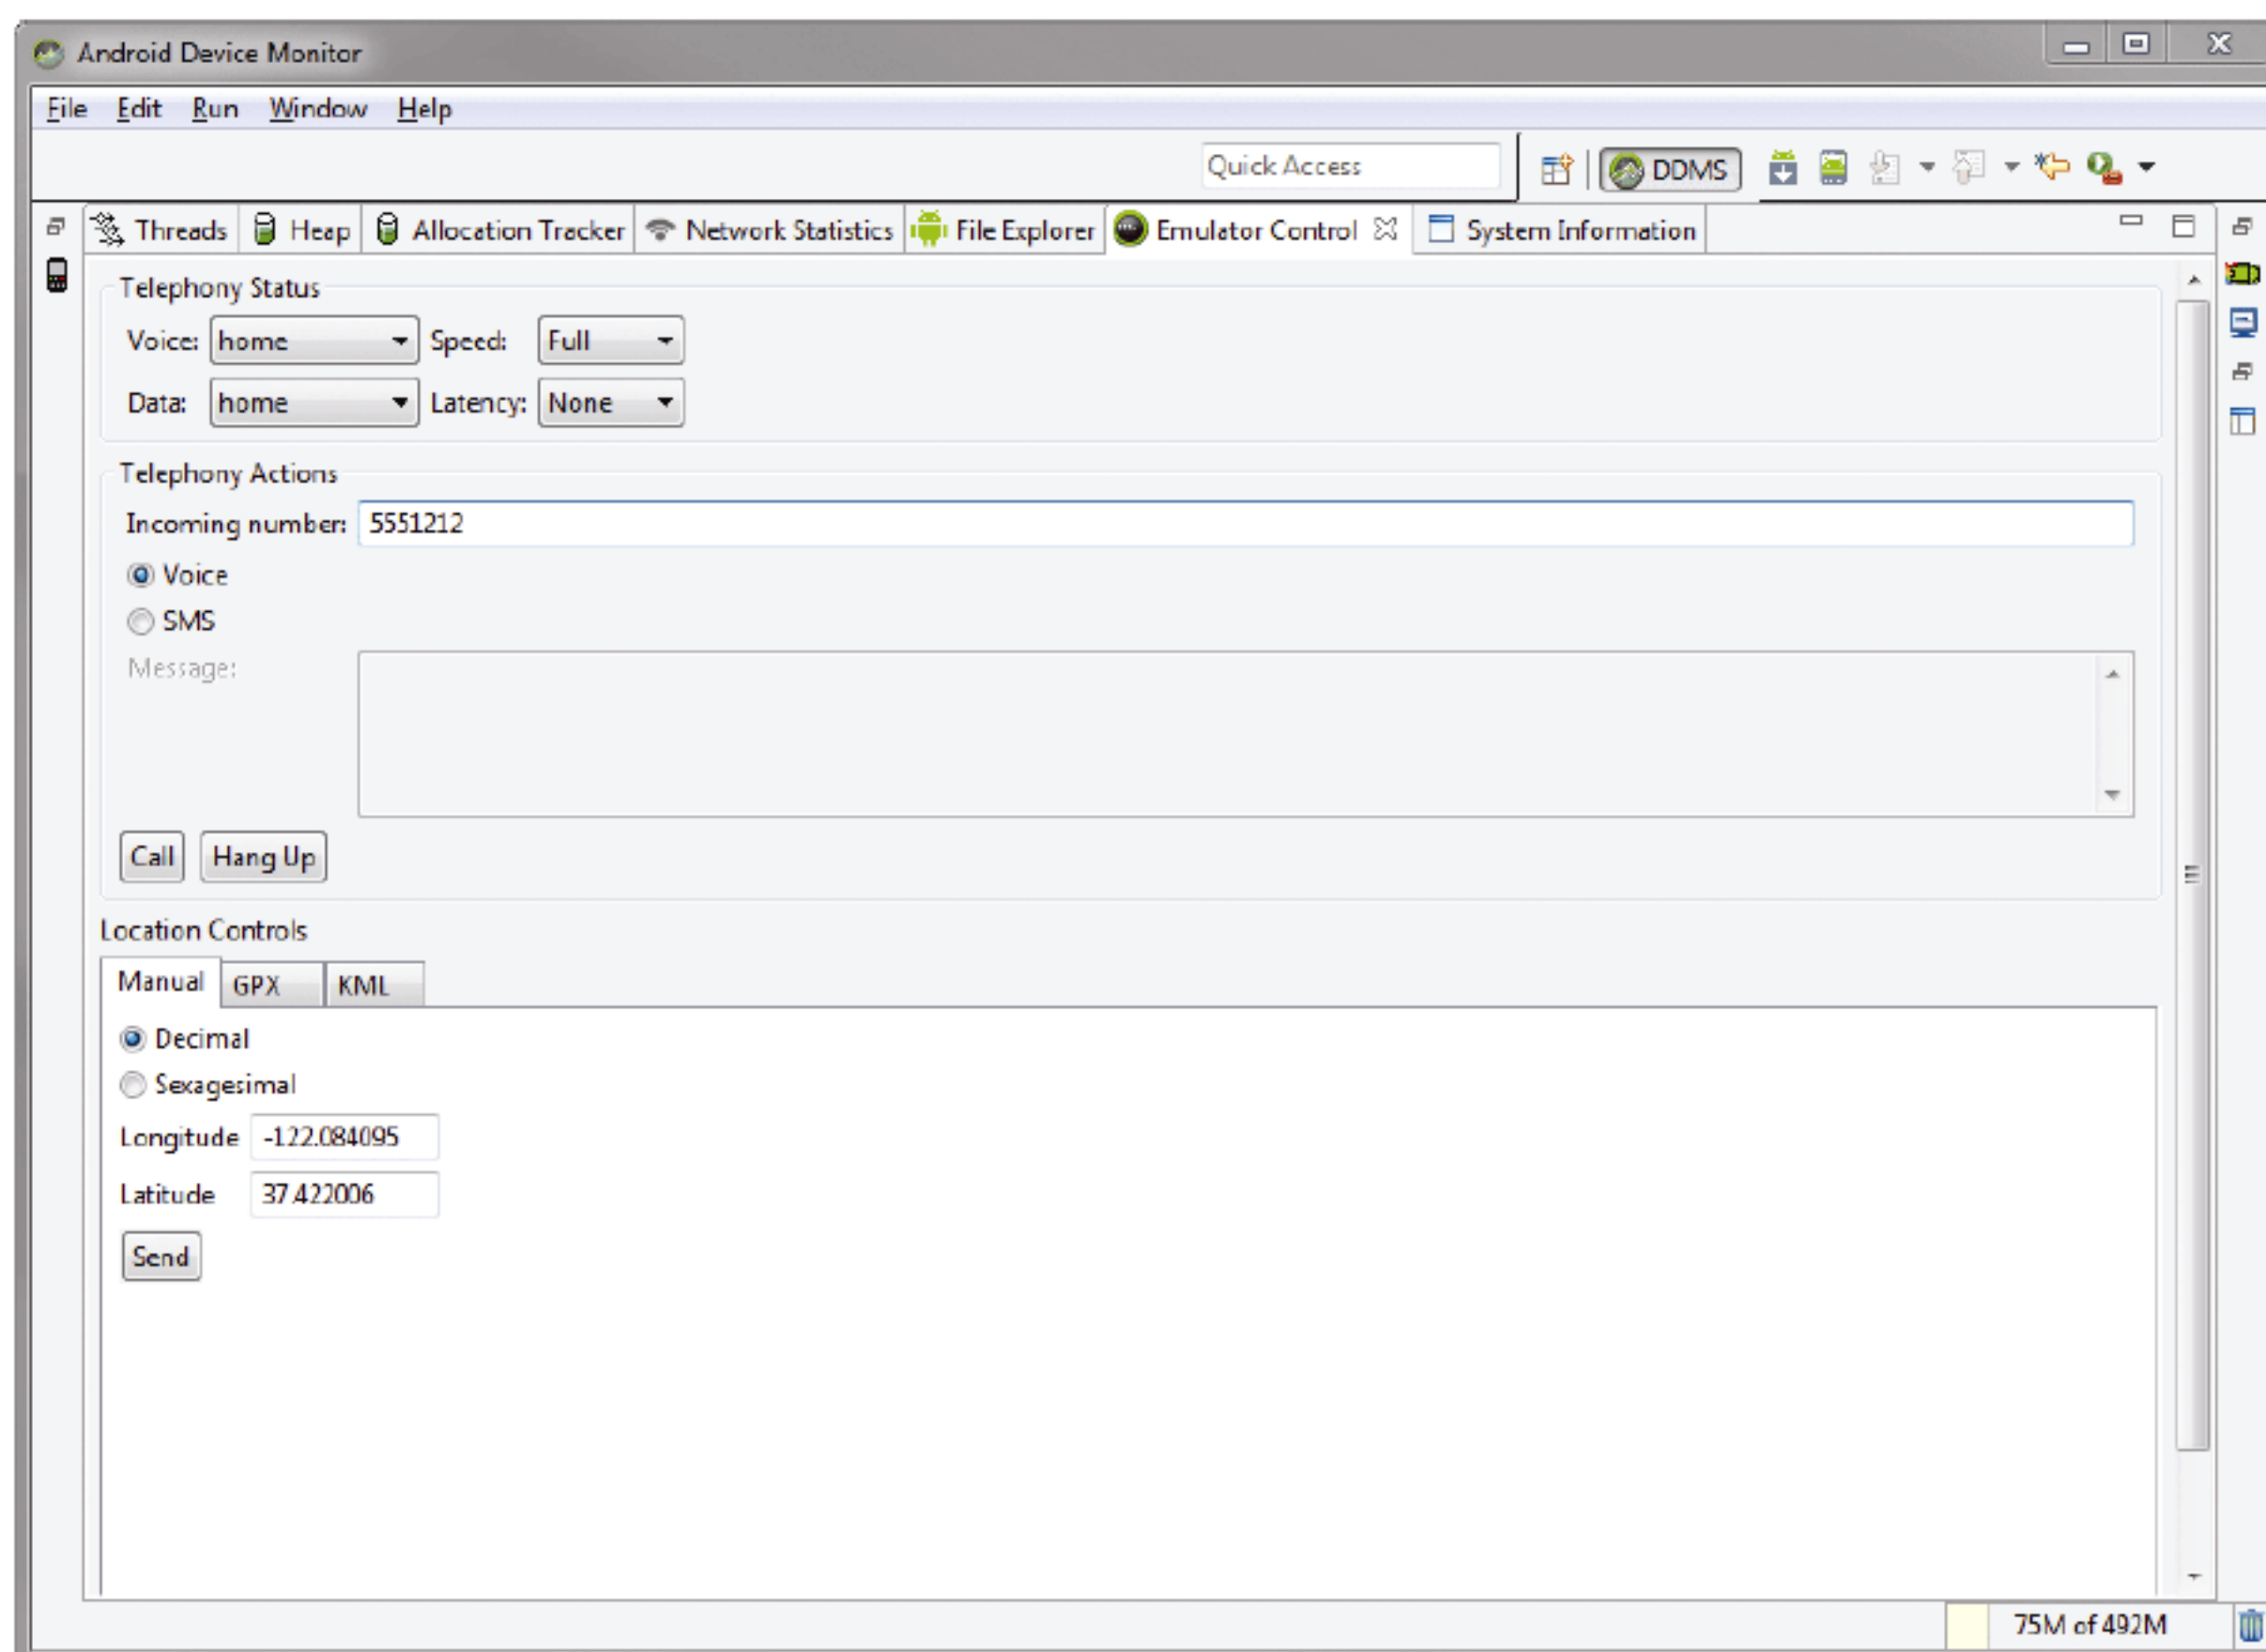 Android Device Monitor
File Edit Run Window Help
Quick Access DDMS
Threads Heap Allocation Tracker Network Statistics File Explorer Emulator Control System Information
Telephony Status
Voice: home Speed: Full
Data: home Latency: None
Telephony Actions
Incoming number: 5551212
Voice
SMS
Message:
Call Hang Up
Location Controls
Manual GPX KML
Decimal
Sexagesimal
Longitude -122.084095
Latitude 37.422006
Send
75M of 492M